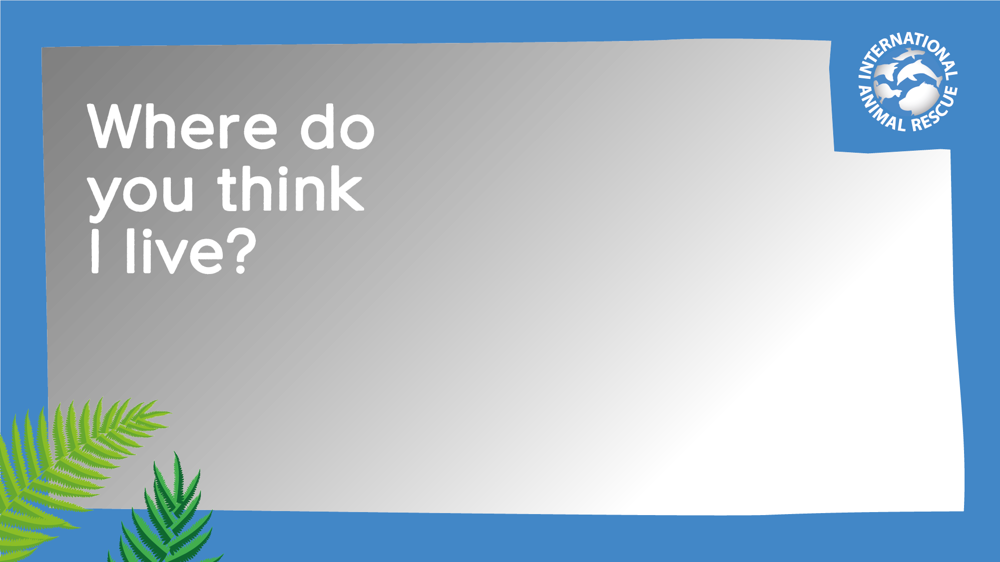 Where do
you think
I live?
INTERNATIONAL
ANIMAL RESCUE